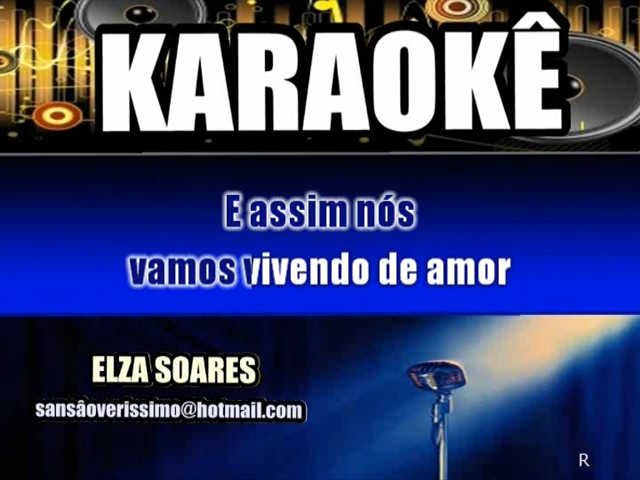 KARAOKÊ
E assim nós
vamos vivendo de amor
ELZA SOARES
sansâoverissimo@hotmail.com
R